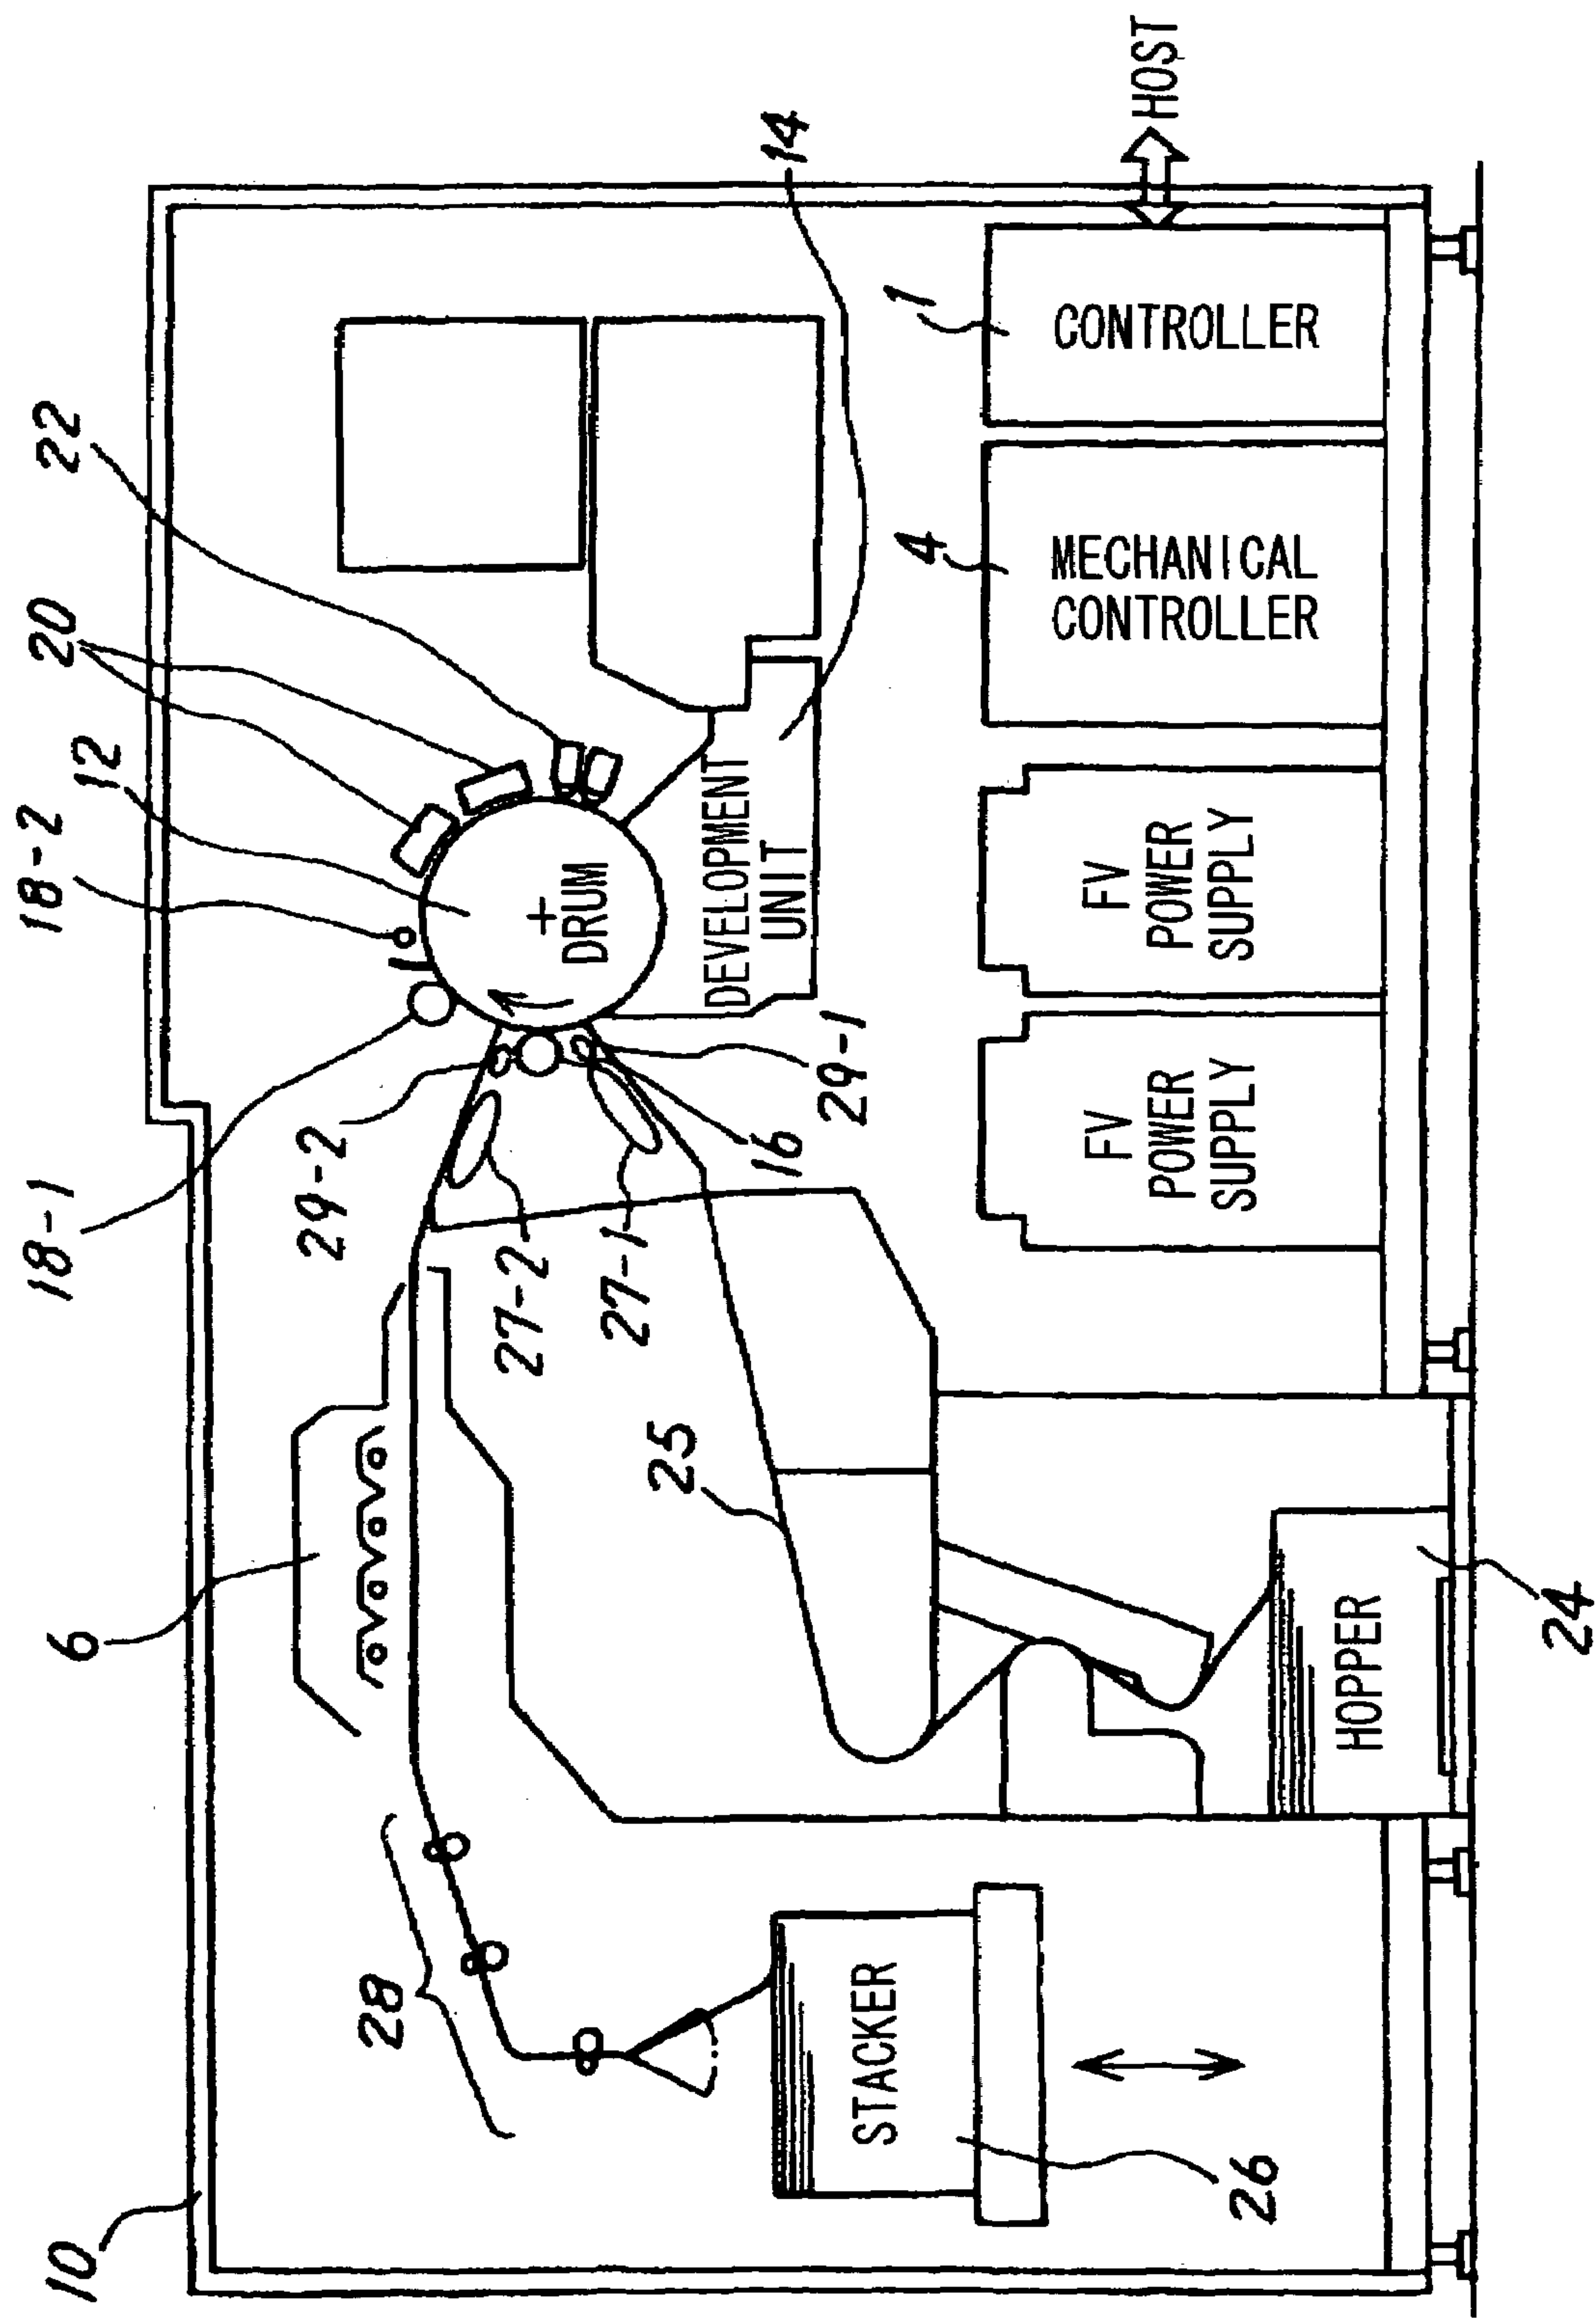 10
6
18-1
18-2
12
20
22
28
29-2
27-2
27-1
16
29-1
25
14
DRUM
DEVELOPMENT
UNIT
STACKER
26
HOPPER
24
FV
POWER
SUPPLY
FV
POWER
SUPPLY
4
MECHANICAL
CONTROLLER
1
CONTROLLER
HOST